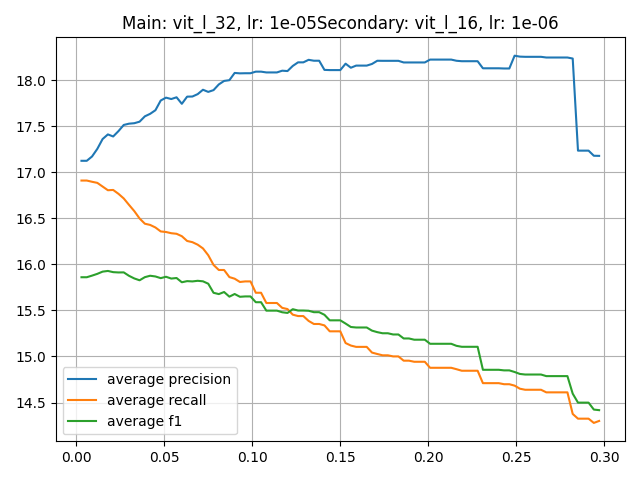 Main: vit_l_32, lr: 1e-05Secondary: vit_l_16, lr: 1e-06
18.0
17.5
17.0
16.5
16.0
15.5
15.0
14.5
average precision
average recall
average f1
0.00 0.05 0.10 0.15 0.20 0.25 0.30